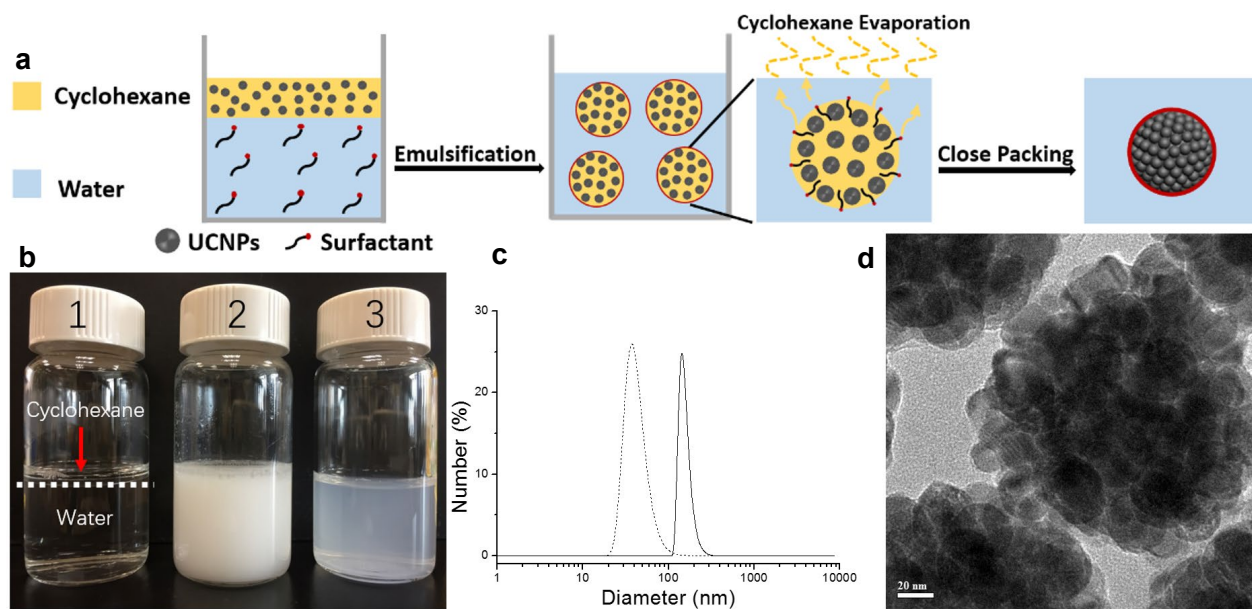 a
Cyclohexane
Water
Emulsification
Cyclohexane Evaporation
Close Packing
UCNPs
Surfactant
b
1
2
3
Cyclohexane
Water
c
Number (%)
30
20
10
0
1
10
100
1000
10000
Diameter (nm)
d
20 nm